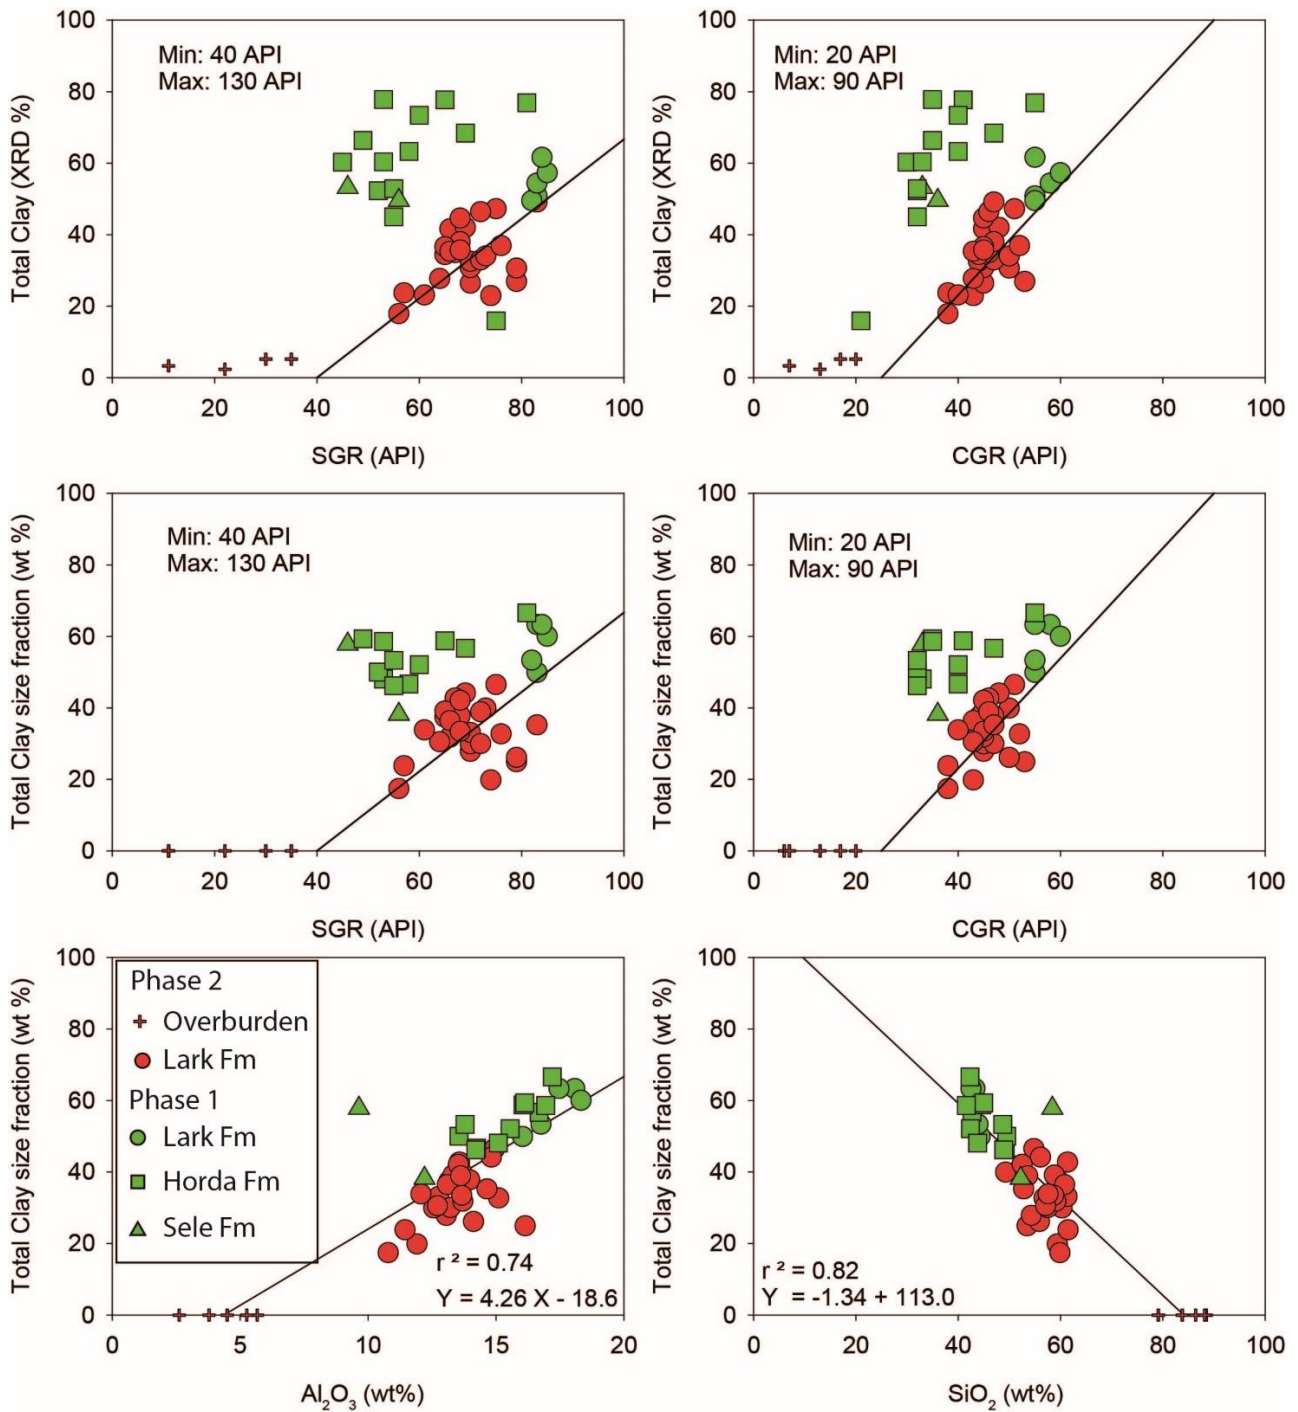 Min: 40 API
Max: 130 API
Total Clay (XRD %)
100
80
60
40
20
0
0 20 40 60 80 100
SGR (API)
Min: 20 API
Max: 90 API
Total Clay (XRD %)
100
80
60
40
20
0
0 20 40 60 80 100
CGR (API)
Min: 40 API
Max: 130 API
Total Clay size fraction (wt %)
100
80
60
40
20
0
0 20 40 60 80 100
SGR (API)
Min: 20 API
Max: 90 API
Total Clay size fraction (wt %)
100
80
60
40
20
0
0 20 40 60 80 100
CGR (API)
Total Clay size fraction (wt %)
100
80
60
40
20
0
Phase 2
Overburden
Lark Fm
Phase 1
Lark Fm
Horda Fm
Sele Fm
r ² = 0.74
Y = 4.26 X - 18.6
0 5 10 15 20
Al₂O₃ (wt%)
Total Clay size fraction (wt %)
100
80
60
40
20
0
r ² = 0.82
Y = -1.34 + 113.0
0 20 40 60 80 100
SiO₂ (wt%)